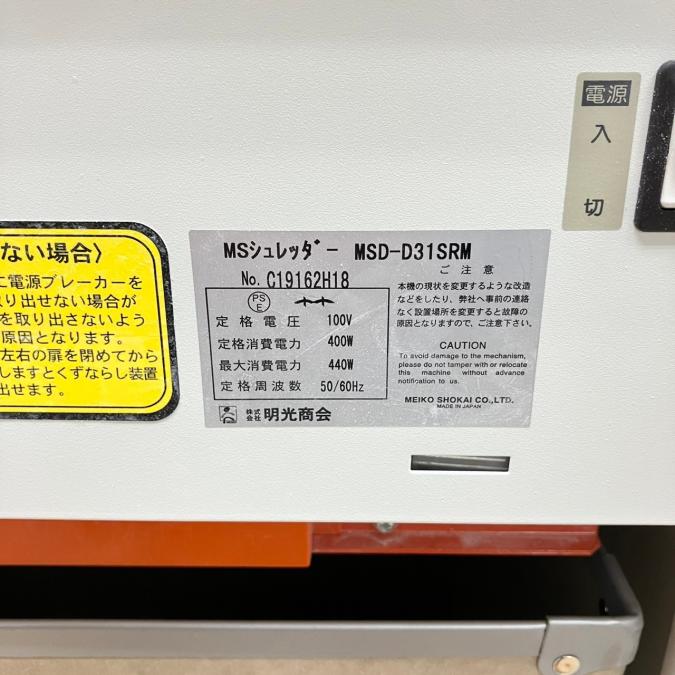 電源
入
切
ない場合〉
に電源ブレーカーを
り出せない場合が
を取り出さないよう
原因となります。
左右の扉を閉めてから
しますとくずならし装置
出せます。
MSシュレッダー MSD-D31SRM
No. C19162H18
PS
E
定格電圧 100V
定格消費電力 400W
最大消費電力 440W
定格周波数 50/60Hz
株式会社 明光商会
ご注意
本機の現状を変更するような改造
などをしたり、弊社へ事前の連絡
なく設置場所を変更すると故障の
原因となりますので、ご注意下さい。
CAUTION
To avoid damage to the mechanism,
please do not tamper with or relocate
this machine without advance
notification to us.
MEIKO SHOKAI CO.,LTD.
MADE IN JAPAN